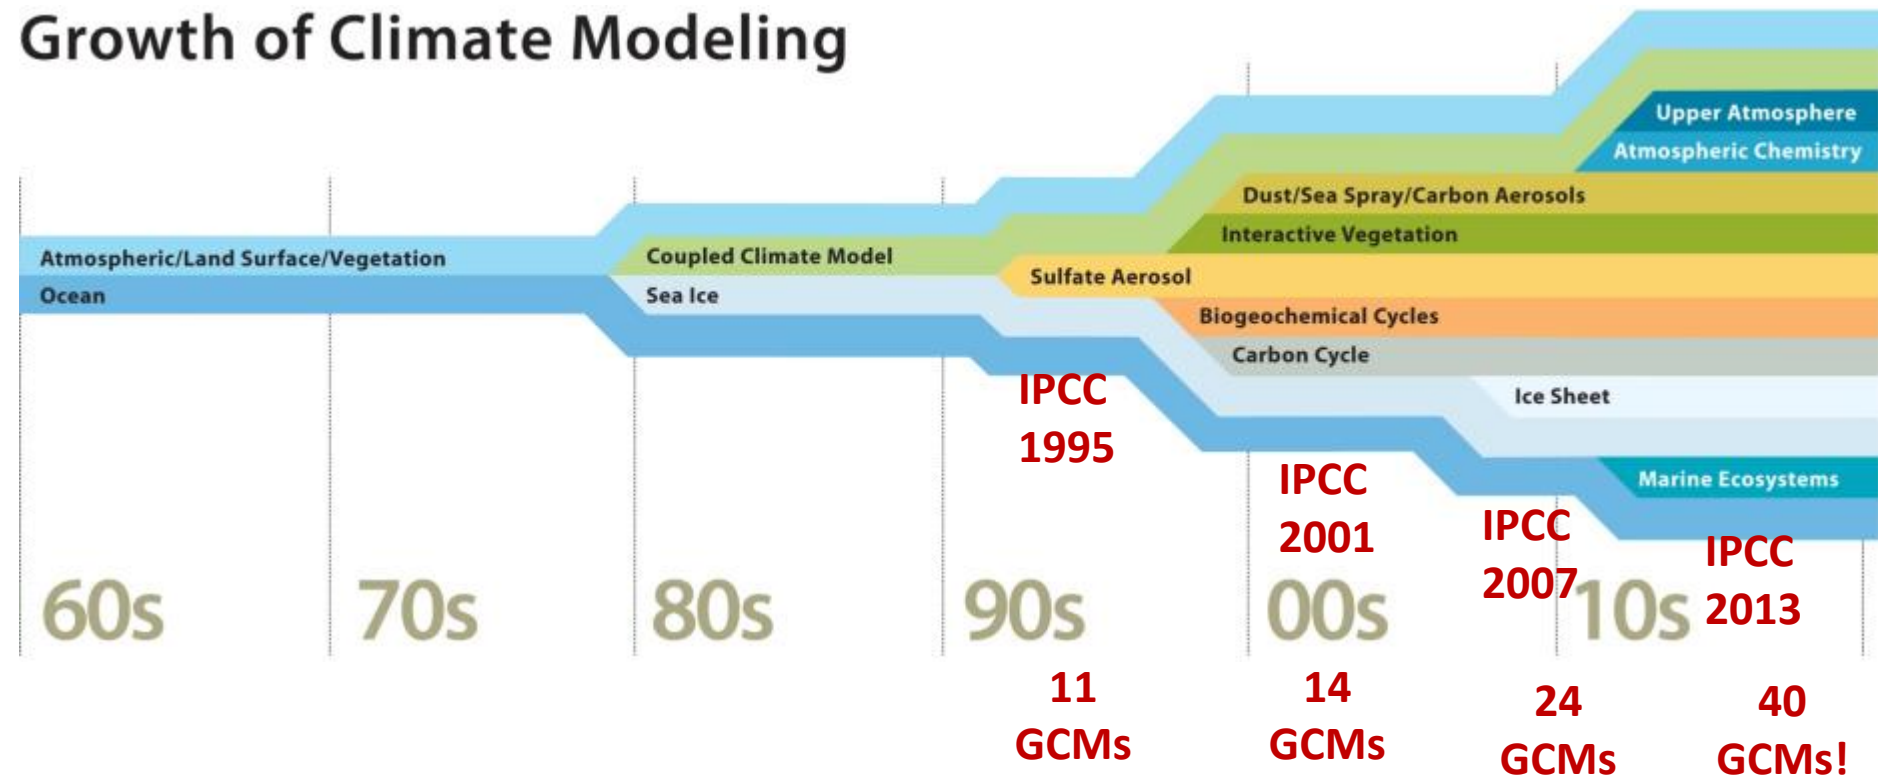 Growth of Climate Modeling
Upper Atmosphere
Atmospheric Chemistry
Dust/Sea Spray/Carbon Aerosols
Interactive Vegetation
Atmospheric/Land Surface/Vegetation
Coupled Climate Model
Sulfate Aerosol
Ocean
Sea Ice
Biogeochemical Cycles
Carbon Cycle
Ice Sheet
Marine Ecosystems
IPCC
1995
IPCC
2001
IPCC
2007
IPCC
2013
60s
70s
80s
90s
00s
10s
11
GCMs
14
GCMs
24
GCMs
40
GCMs!